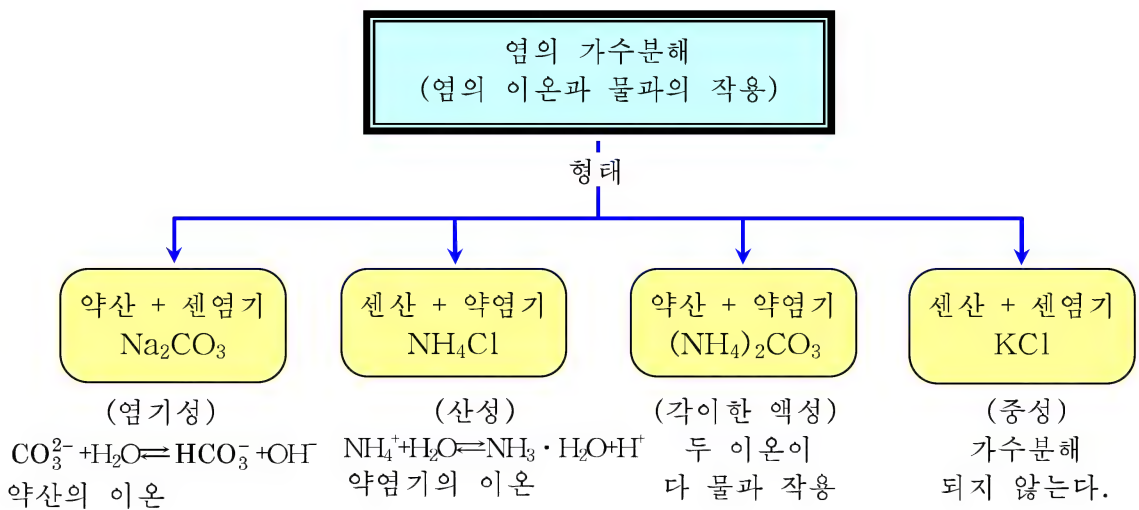 염의 가수분해
(염의 이온과 물과의 작용)
형태
약산 + 센염기
Na₂CO₃
(염기성)
CO₃²⁻+H₂O⇌HCO₃⁻+OH⁻
약산의 이온
센산 + 약염기
NH₄Cl
(산성)
NH₄⁺+H₂O⇌NH₃·H₂O+H⁺
약염기의 이온
약산 + 약염기
(NH₄)₂CO₃
(각이한 액성)
두 이온이
다 물과 작용
센산 + 센염기
KCl
(중성)
가수분해
되지 않는다.